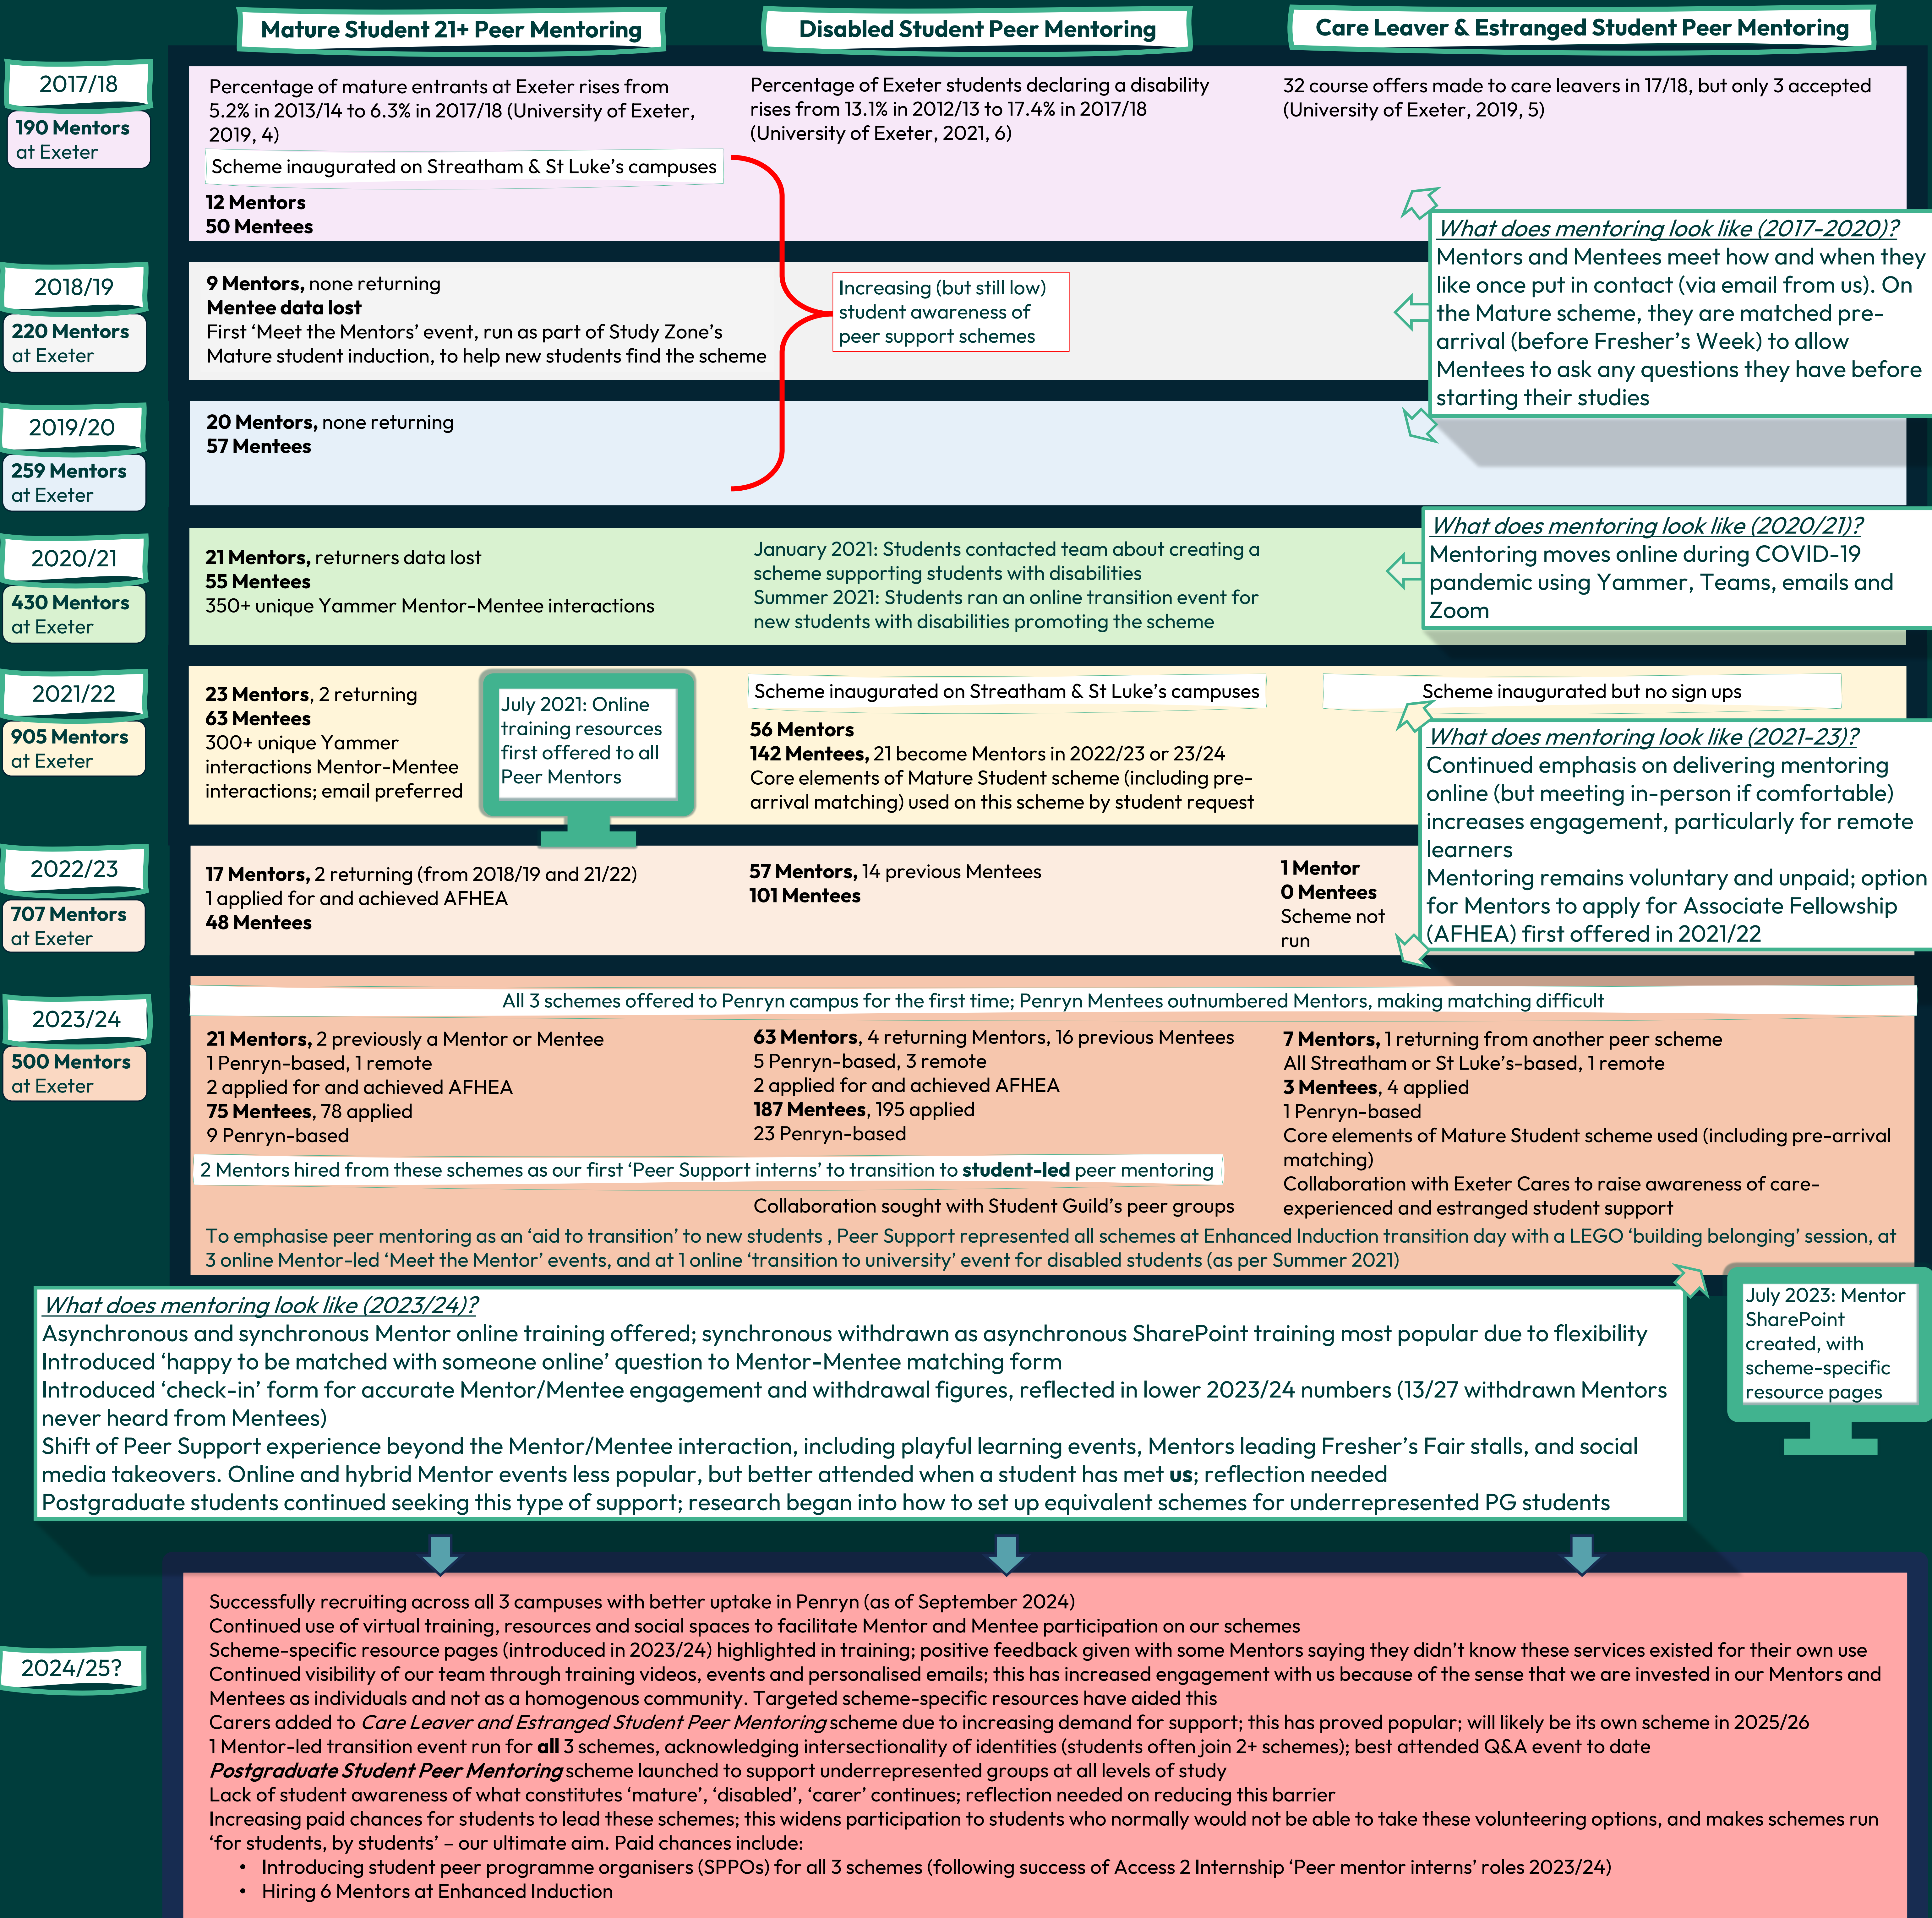 Mature Student 21+ Peer Mentoring
Disabled Student Peer Mentoring
Care Leaver & Estranged Student Peer Mentoring
2017/18
190 Mentors
at Exeter
Percentage of mature entrants at Exeter rises from
5.2% in 2013/14 to 6.3% in 2017/18 (University of Exeter,
2019, 4)
Scheme inaugurated on Streatham & St Luke's campuses
12 Mentors
50 Mentees
Percentage of Exeter students declaring a disability
rises from 13.1% in 2012/13 to 17.4% in 2017/18
(University of Exeter, 2021, 6)
32 course offers made to care leavers in 17/18, but only 3 accepted
(University of Exeter, 2019, 5)
What does mentoring look like (2017-2020)?
Mentors and Mentees meet how and when they
like once put in contact (via email from us). On
the Mature scheme, they are matched pre-
arrival (before Fresher's Week) to allow
Mentees to ask any questions they have before
starting their studies
2018/19
220 Mentors
at Exeter
9 Mentors, none returning
Mentee data lost
First 'Meet the Mentors' event, run as part of Study Zone's
Mature student induction, to help new students find the scheme
Increasing (but still low)
student awareness of
peer support schemes
2019/20
259 Mentors
at Exeter
20 Mentors, none returning
57 Mentees
2020/21
430 Mentors
at Exeter
21 Mentors, returners data lost
55 Mentees
350+ unique Yammer Mentor-Mentee interactions
January 2021: Students contacted team about creating a
scheme supporting students with disabilities
Summer 2021: Students ran an online transition event for
new students with disabilities promoting the scheme
What does mentoring look like (2020/21)?
Mentoring moves online during COVID-19
pandemic using Yammer, Teams, emails and
Zoom
2021/22
905 Mentors
at Exeter
23 Mentors, 2 returning
63 Mentees
300+ unique Yammer
interactions Mentor-Mentee
interactions; email preferred
July 2021: Online
training resources
first offered to all
Peer Mentors
Scheme inaugurated on Streatham & St Luke's campuses
56 Mentors
142 Mentees, 21 become Mentors in 2022/23 or 23/24
Core elements of Mature Student scheme (including pre-
arrival matching) used on this scheme by student request
Scheme inaugurated but no sign ups
What does mentoring look like (2021-23)?
Continued emphasis on delivering mentoring
online (but meeting in-person if comfortable)
increases engagement, particularly for remote
learners
Mentoring remains voluntary and unpaid; option
for Mentors to apply for Associate Fellowship
(AFHEA) first offered in 2021/22
2022/23
707 Mentors
at Exeter
17 Mentors, 2 returning (from 2018/19 and 21/22)
1 applied for and achieved AFHEA
48 Mentees
57 Mentors, 14 previous Mentees
101 Mentees
1 Mentor
0 Mentees
Scheme not
run
2023/24
500 Mentors
at Exeter
All 3 schemes offered to Penryn campus for the first time; Penryn Mentees outnumbered Mentors, making matching difficult
21 Mentors, 2 previously a Mentor or Mentee
1 Penryn-based, 1 remote
2 applied for and achieved AFHEA
75 Mentees, 78 applied
9 Penryn-based
63 Mentors, 4 returning Mentors, 16 previous Mentees
5 Penryn-based, 3 remote
2 applied for and achieved AFHEA
187 Mentees, 195 applied
23 Penryn-based
7 Mentors, 1 returning from another peer scheme
All Streatham or St Luke's-based, 1 remote
3 Mentees, 4 applied
1 Penryn-based
Core elements of Mature Student scheme used (including pre-arrival
matching)
Collaboration with Exeter Cares to raise awareness of care-
experienced and estranged student support
2 Mentors hired from these schemes as our first 'Peer Support interns' to transition to student-led peer mentoring
Collaboration sought with Student Guild's peer groups
To emphasise peer mentoring as an 'aid to transition' to new students , Peer Support represented all schemes at Enhanced Induction transition day with a LEGO 'building belonging' session, at
3 online Mentor-led 'Meet the Mentor' events, and at 1 online 'transition to university' event for disabled students (as per Summer 2021)
What does mentoring look like (2023/24)?
Asynchronous and synchronous Mentor online training offered; synchronous withdrawn as asynchronous SharePoint training most popular due to flexibility
Introduced 'happy to be matched with someone online' question to Mentor-Mentee matching form
Introduced 'check-in' form for accurate Mentor/Mentee engagement and withdrawal figures, reflected in lower 2023/24 numbers (13/27 withdrawn Mentors
never heard from Mentees)
Shift of Peer Support experience beyond the Mentor/Mentee interaction, including playful learning events, Mentors leading Fresher's Fair stalls, and social
media takeovers. Online and hybrid Mentor events less popular, but better attended when a student has met us; reflection needed
Postgraduate students continued seeking this type of support; research began into how to set up equivalent schemes for underrepresented PG students
July 2023: Mentor
SharePoint
created, with
scheme-specific
resource pages
2024/25?
Successfully recruiting across all 3 campuses with better uptake in Penryn (as of September 2024)
Continued use of virtual training, resources and social spaces to facilitate Mentor and Mentee participation on our schemes
Scheme-specific resource pages (introduced in 2023/24) highlighted in training; positive feedback given with some Mentors saying they didn't know these services existed for their own use
Continued visibility of our team through training videos, events and personalised emails; this has increased engagement with us because of the sense that we are invested in our Mentors and
Mentees as individuals and not as a homogenous community. Targeted scheme-specific resources have aided this
Carers added to Care Leaver and Estranged Student Peer Mentoring scheme due to increasing demand for support; this has proved popular; will likely be its own scheme in 2025/26
1 Mentor-led transition event run for all 3 schemes, acknowledging intersectionality of identities (students often join 2+ schemes); best attended Q&A event to date
Postgraduate Student Peer Mentoring scheme launched to support underrepresented groups at all levels of study
Lack of student awareness of what constitutes 'mature', 'disabled', 'carer' continues; reflection needed on reducing this barrier
Increasing paid chances for students to lead these schemes; this widens participation to students who normally would not be able to take these volunteering options, and makes schemes run
'for students, by students' – our ultimate aim. Paid chances include:
• Introducing student peer programme organisers (SPPOs) for all 3 schemes (following success of Access 2 Internship 'Peer mentor interns' roles 2023/24)
• Hiring 6 Mentors at Enhanced Induction